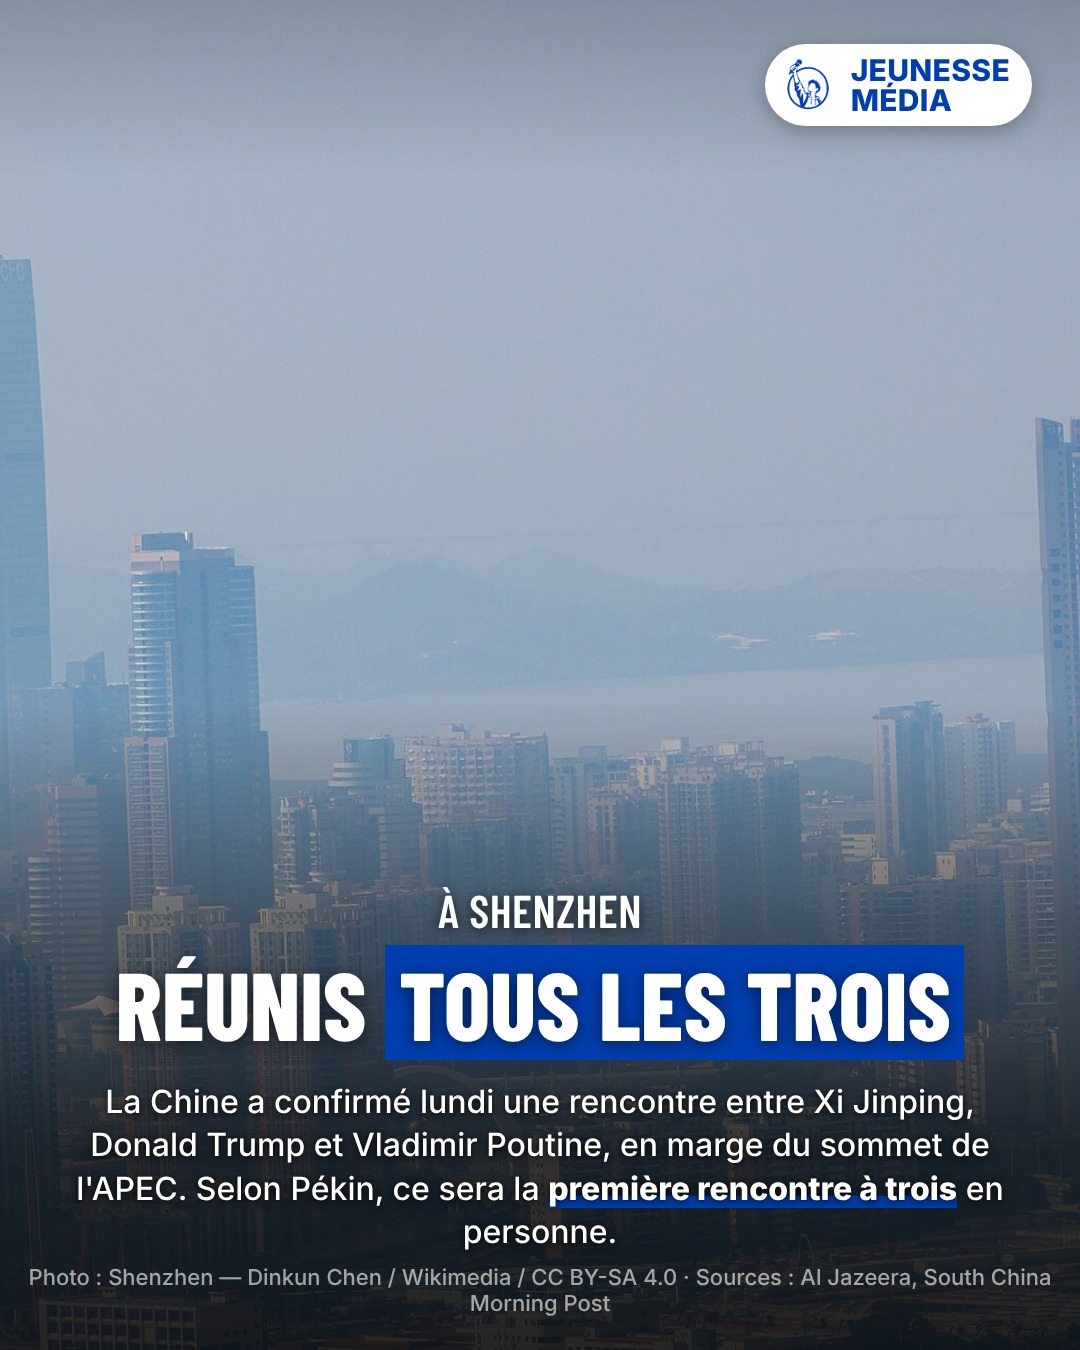 JEUNESSE
MÉDIA
À SHENZHEN
RÉUNIS TOUS LES TROIS
La Chine a confirmé lundi une rencontre entre Xi Jinping,
Donald Trump et Vladimir Poutine, en marge du sommet de
l'APEC. Selon Pékin, ce sera la première rencontre à trois en
personne.
Photo : Shenzhen — Dinkun Chen / Wikimedia / CC BY-SA 4.0 · Sources : Al Jazeera, South China
Morning Post